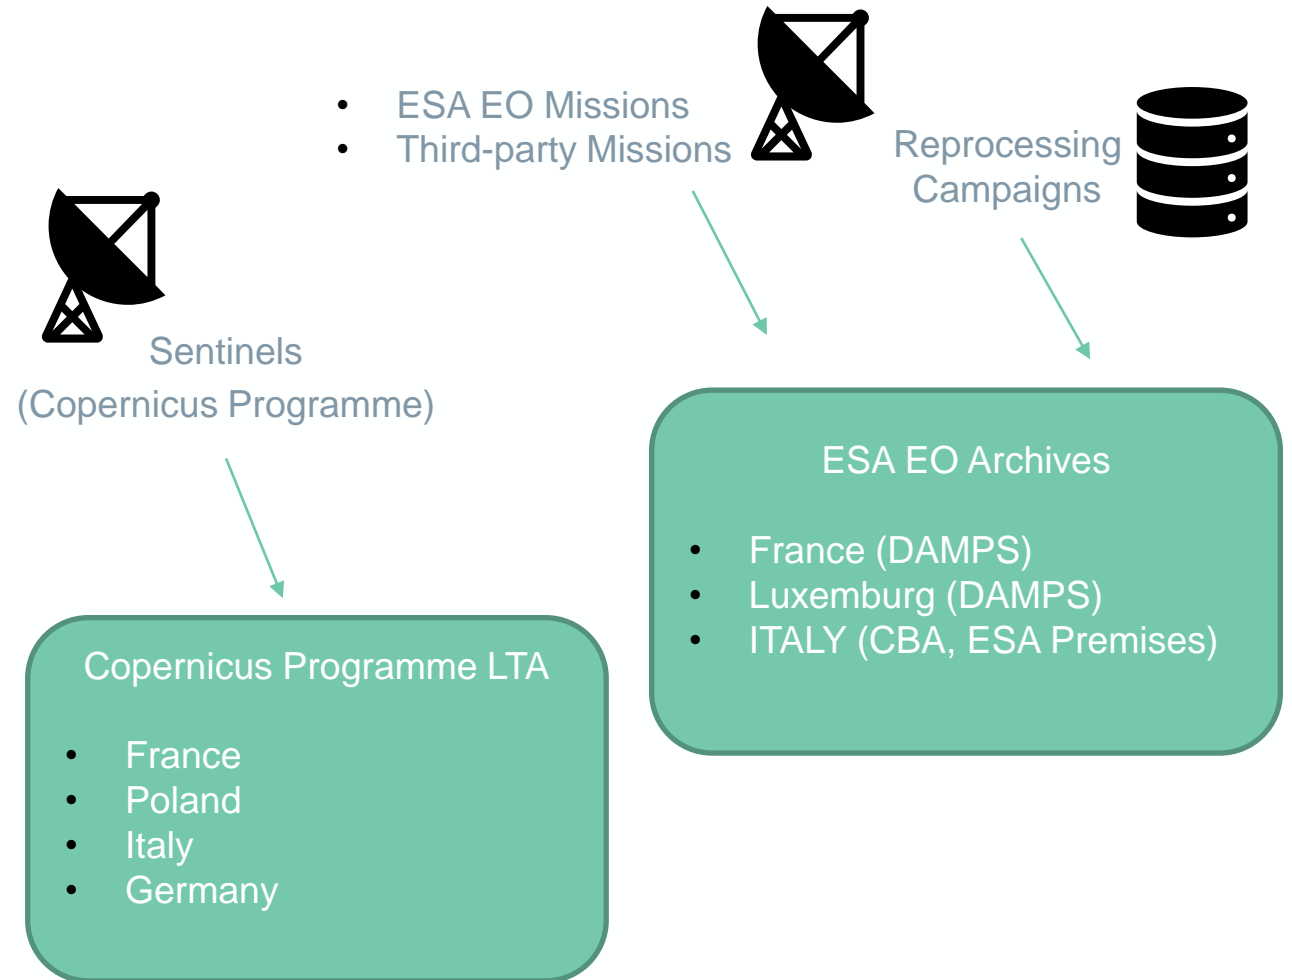 • ESA EO Missions
• Third-party Missions
Reprocessing
Campaigns
Sentinels
(Copernicus Programme)
ESA EO Archives
• France (DAMPS)
• Luxemburg (DAMPS)
• ITALY (CBA, ESA Premises)
Copernicus Programme LTA
• France
• Poland
• Italy
• Germany